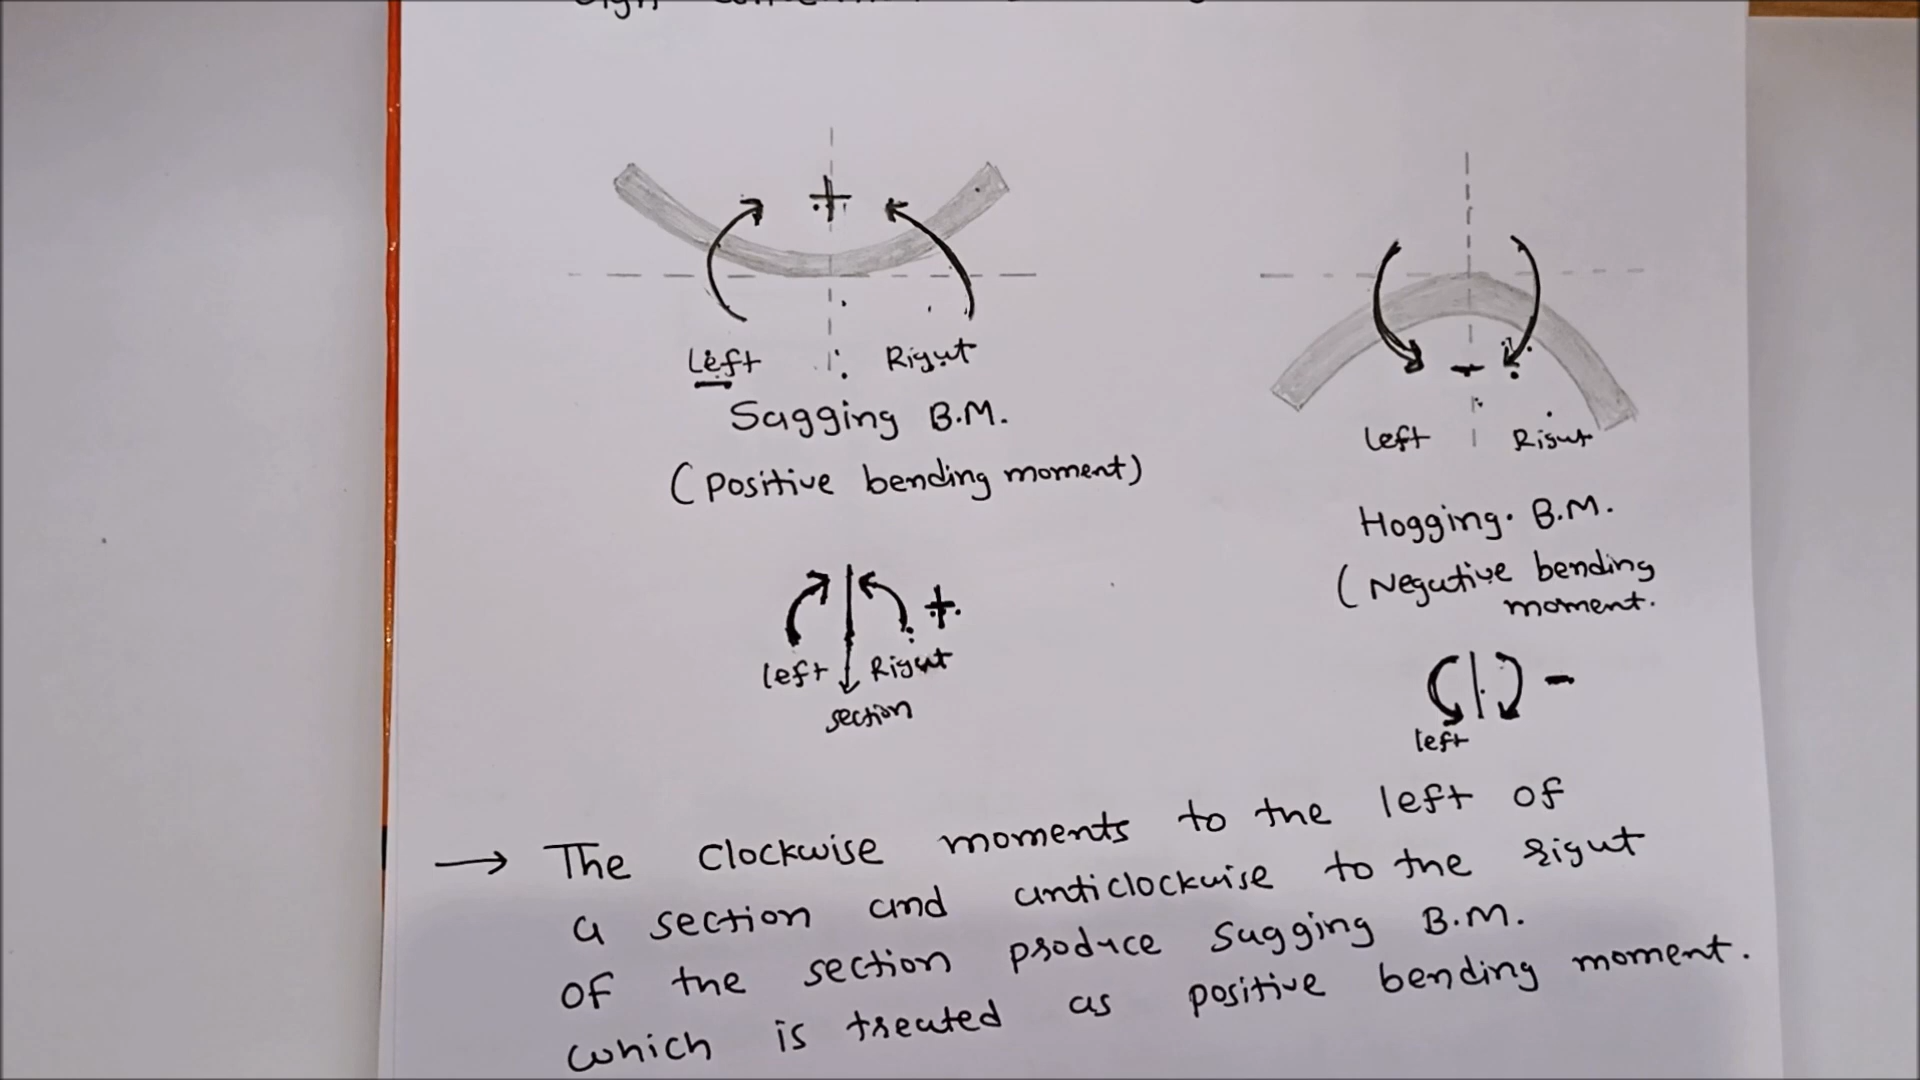 Left
Right
Sagging B.M.
(Positive bending moment)
+
left
Right
section
+
-
left
Right
Hogging. B.M.
(Negative bending
moment.
-
left
→ The clockwise moments to the left of
a section and anticlockwise to the right
of the section produce sagging B.M.
which is treated as positive bending moment.